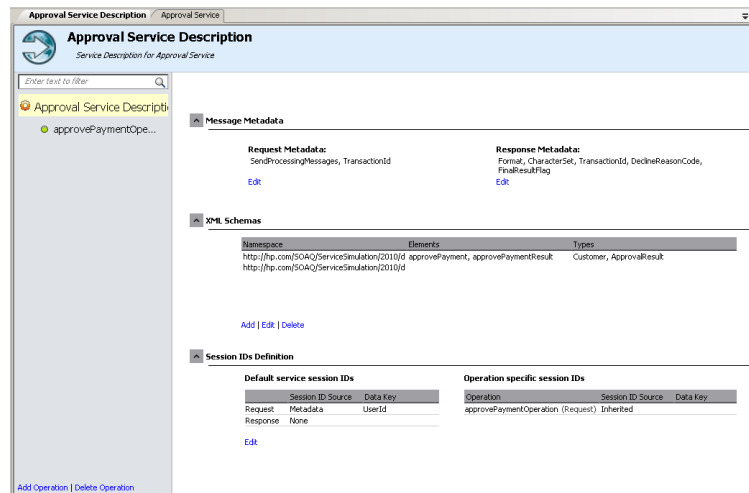 Approval Service Description Approval Service
Approval Service Description
Service Description for Approval Service
Enter text to filter
Approval Service Descripti
approvePaymentOpe...
Message Metadata
Request Metadata: Response Metadata:
SendProcessingMessages, TransactionId Format, CharacterSet, TransactionId, DeclineReasonCode,
FinalResultFlag
Edit Edit
XML Schemas
Namespace Elements Types
http://hp.com/SOAQ/ServiceSimulation/2010/d approvePayment, approvePaymentResult Customer, ApprovalResult
http://hp.com/SOAQ/ServiceSimulation/2010/d
Add | Edit | Delete
Session IDs Definition
Default service session IDs Operation specific session IDs
Session ID Source Data Key Operation Session ID Source Data Key
Request Metadata UserId approvePaymentOperation (Request) Inherited
Response None
Edit
Add Operation | Delete Operation